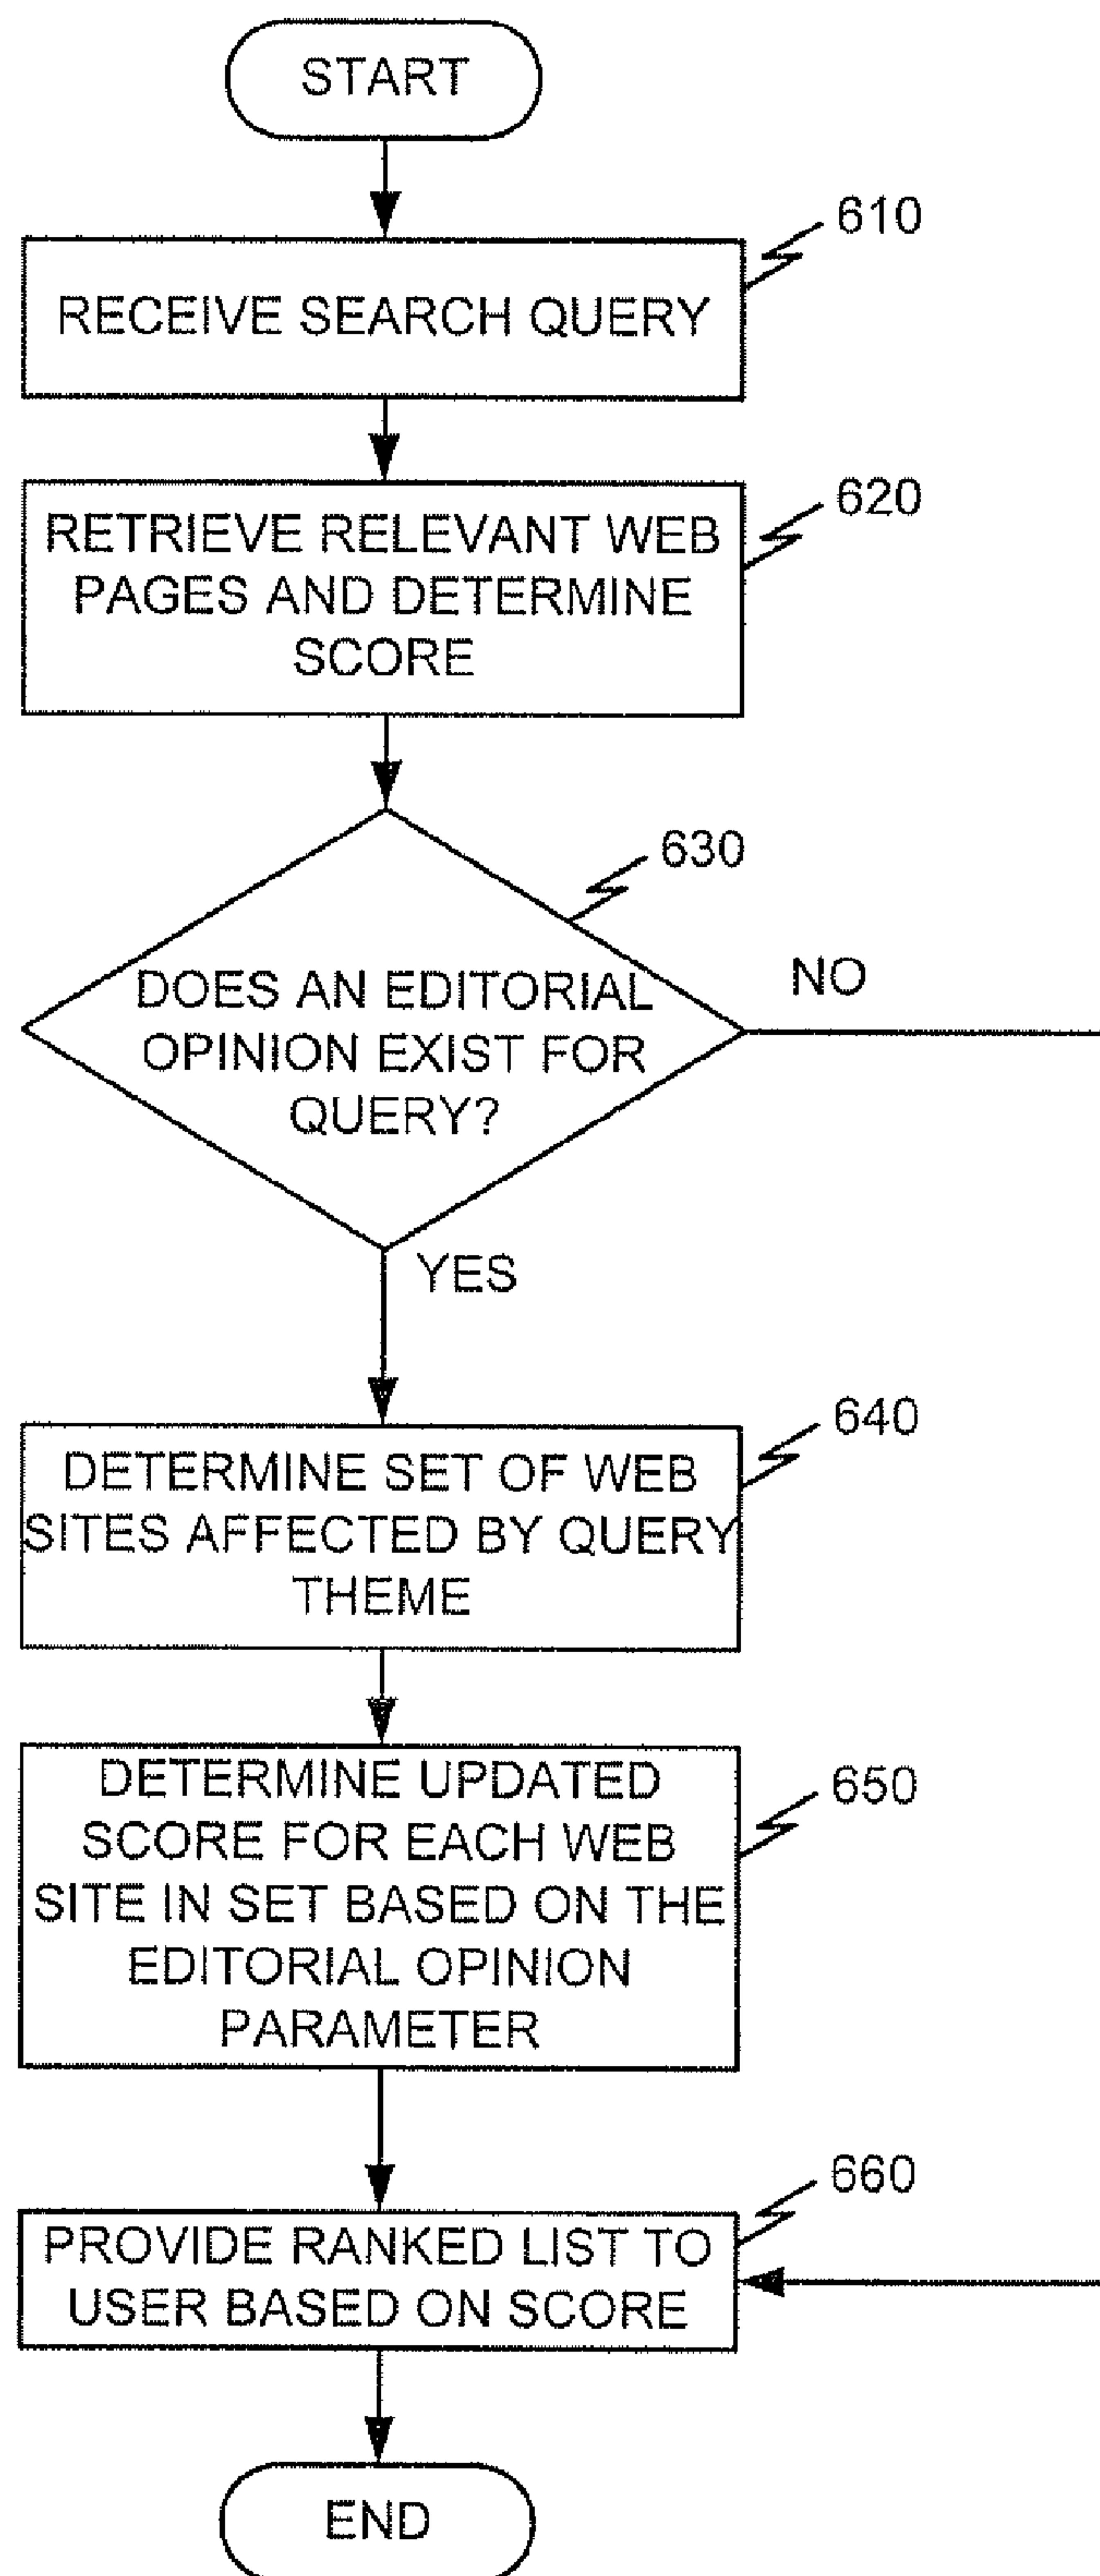 START
610
RECEIVE SEARCH QUERY
620
RETRIEVE RELEVANT WEB
PAGES AND DETERMINE
SCORE
630
DOES AN EDITORIAL
OPINION EXIST FOR
QUERY?
NO
YES
640
DETERMINE SET OF WEB
SITES AFFECTED BY QUERY
THEME
650
DETERMINE UPDATED
SCORE FOR EACH WEB
SITE IN SET BASED ON THE
EDITORIAL OPINION
PARAMETER
660
PROVIDE RANKED LIST TO
USER BASED ON SCORE
END